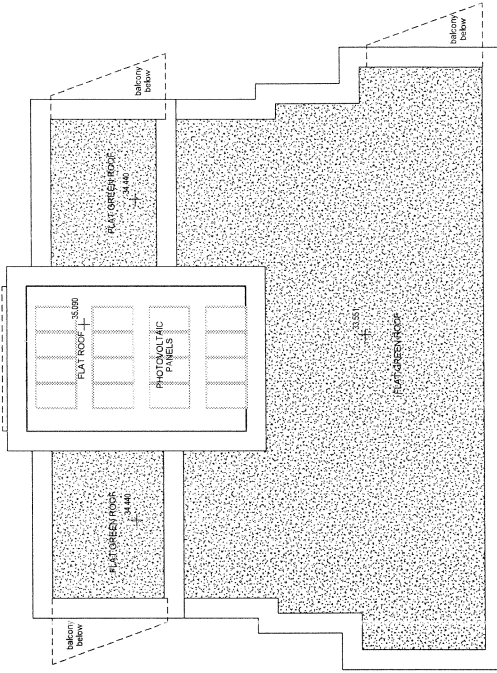 balcony
below
35.090
FLAT ROOF
FLAT GREEN ROOF
34.440
FLAT GREEN ROOF
34.440
balcony
below
PHOTOVOLTAIC
PANELS
33.551
FLAT GREEN ROOF
balcony
below